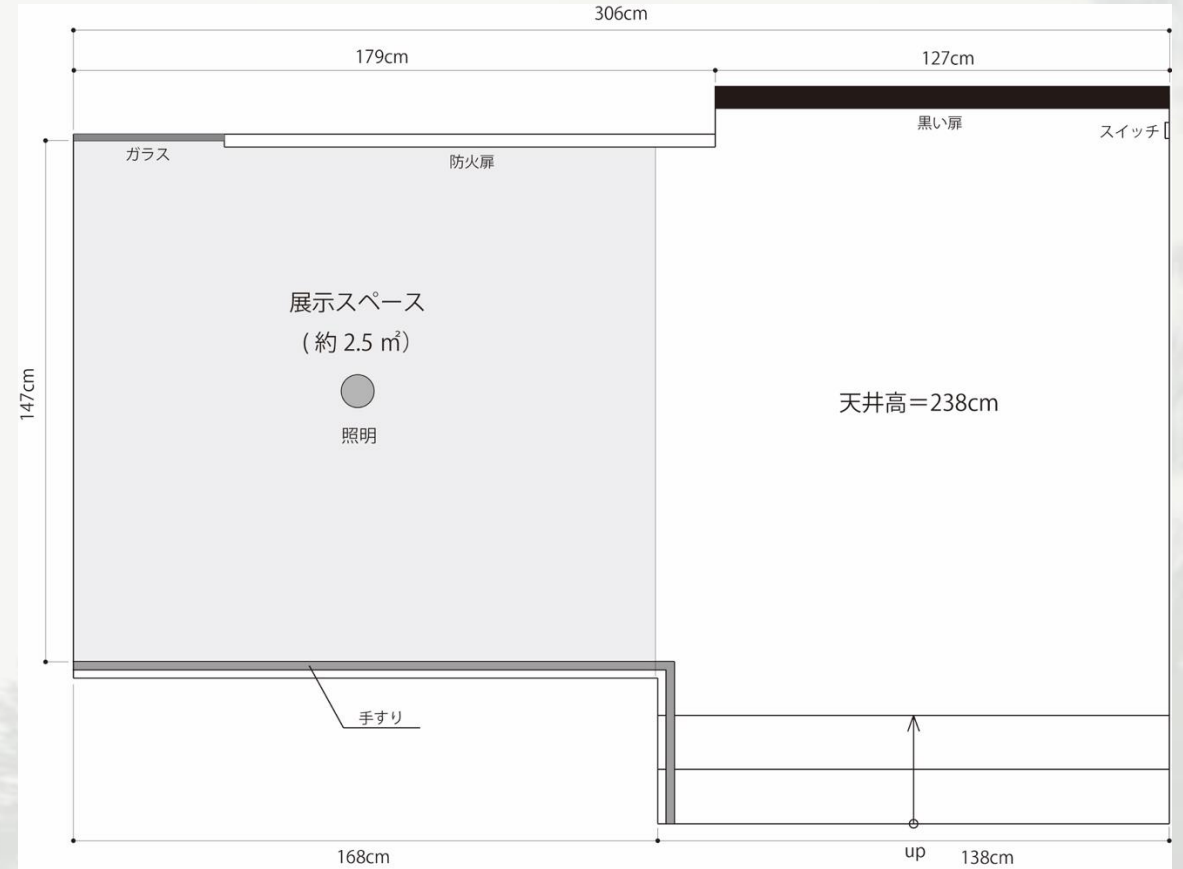 306cm
179cm
127cm
黒い扉
スイッチ
ガラス
防火扉
展示スペース
( 約 2.5 ㎡)
147cm
照明
天井高＝238cm
手すり
up
168cm
138cm